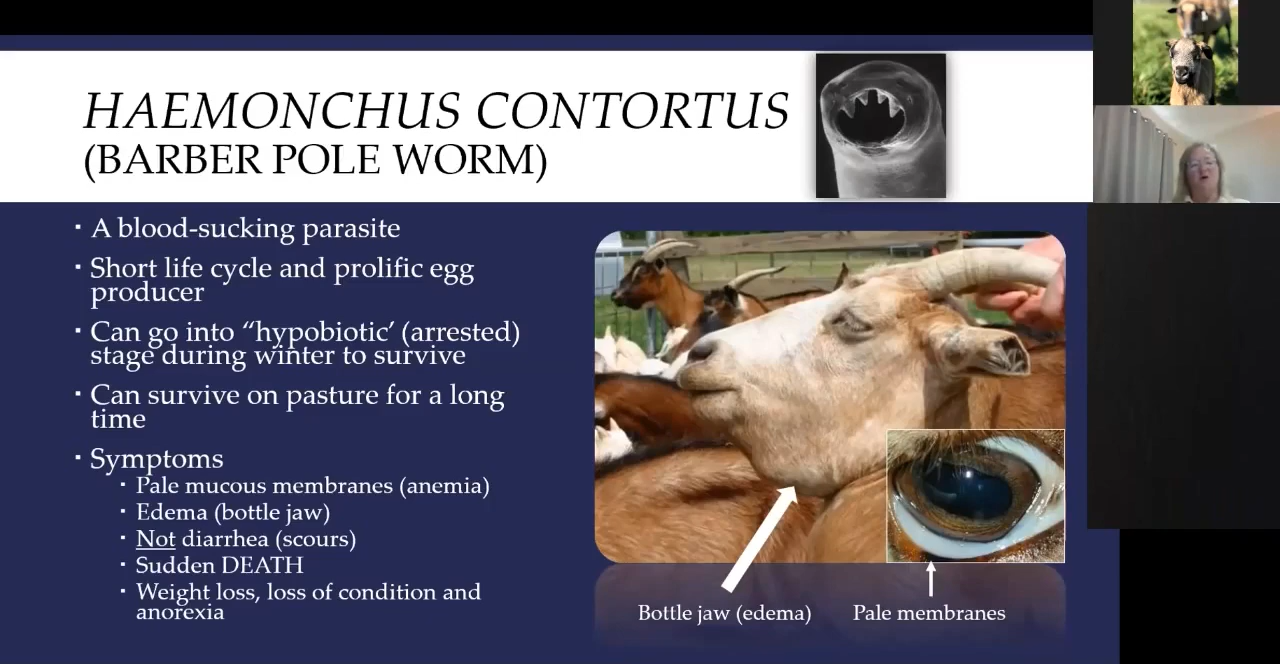 HAEMONCHUS CONTORTUS
(BARBER POLE WORM)
▪ A blood-sucking parasite
▪ Short life cycle and prolific egg
producer
▪ Can go into “hypobiotic’ (arrested)
stage during winter to survive
▪ Can survive on pasture for a long
time
▪ Symptoms
▪ Pale mucous membranes (anemia)
▪ Edema (bottle jaw)
▪ Not diarrhea (scours)
▪ Sudden DEATH
▪ Weight loss, loss of condition and
anorexia
Bottle jaw (edema)
Pale membranes